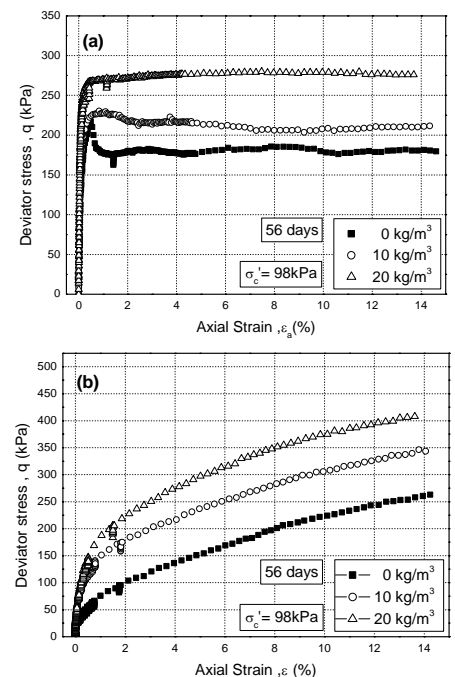 (a)
350
300
250
200
150
100
50
0
Deviator stress , q (kPa)
56 days
σc'= 98kPa
0 kg/m³
10 kg/m³
20 kg/m³
0 2 4 6 8 10 12 14
Axial Strain ,εa(%)
(b)
500
450
400
350
300
250
200
150
100
50
0
Deviator stress, q (kPa)
56 days
σc'= 98kPa
0 kg/m³
10 kg/m³
20 kg/m³
0 2 4 6 8 10 12 14
Axial Strain ,ε (%)